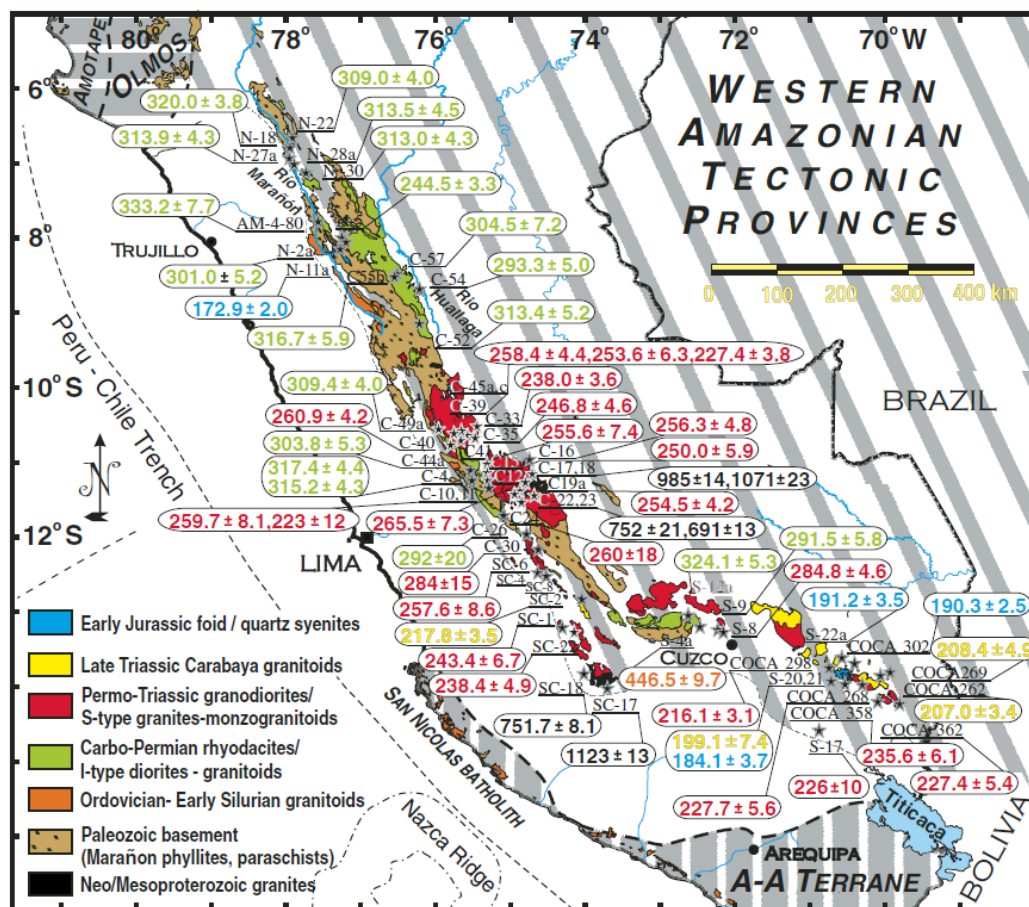 80° 78° 76° 74° 72° 70° W
6°
8°
10° S
12° S
AMOTAPE
OLMOS
WESTERN
AMAZONIAN
TECTONIC
PROVINCES
0 100 200 300 400 km
309.0 ± 4.0
320.0 ± 3.8
N-22
313.5 ± 4.5
313.9 ± 4.3
N-18
313.0 ± 4.3
N-27a
N-28a
N-30
Rio
Marañón
244.5 ± 3.3
333.2 ± 7.7
AM-4-80
304.5 ± 7.2
TRUJILLO
N-2a
C-57
293.3 ± 5.0
301.0 ± 5.2
N-11a
C-55b
C-54
Rio
Huallaga
172.9 ± 2.0
313.4 ± 5.2
316.7 ± 5.9
C-52
258.4 ± 4.4,253.6 ± 6.3,227.4 ± 3.8
Peru - Chile Trench
309.4 ± 4.0
C-45a,c
238.0 ± 3.6
C-39
BRAZIL
260.9 ± 4.2
C-49a
C-33
246.8 ± 4.6
C-40
C-35
256.3 ± 4.8
303.8 ± 5.3
255.6 ± 7.4
C-41
C-16
250.0 ± 5.9
C-44a
317.4 ± 4.4
C-17,18
315.2 ± 4.3
C-12
C19a
985±14,1071±23
C-10,11
C-22,23
254.5 ± 4.2
N
259.7 ± 8.1,223 ± 12
265.5 ± 7.3
752 ± 21,691±13
LIMA
C-26
291.5 ± 5.8
292±20
C-30
260±18
324.1 ± 5.3
284.8 ± 4.6
284±15
SC-6
SC-4
SC-8
S-12a
191.2 ± 3.5
190.3 ± 2.5
257.6 ± 8.6
SC-2
S-9
217.8 ± 3.5
SC-1
S-8
S-22a
208.4 ± 4.9
S-4a
COCA 302
243.4 ± 6.7
CUZCO
COCA 298
COCA269
238.4 ± 4.9
446.5 ± 9.7
S-20,21
COCA 262
SC-18
216.1 ± 3.1
COCA 268
207.0 ± 3.4
SC-17
COCA 358
751.7 ± 8.1
199.1 ± 7.4
S-17
COCA 362
1123 ± 13
184.1 ± 3.7
235.6 ± 6.1
226 ±10
227.4 ± 5.4
227.7 ± 5.6
SAN NICOLAS BATHOLITH
Titicaca
Nazca Ridge
AREQUIPA
A-A TERRANE
BOLIVIA
Early Jurassic foid / quartz syenites
Late Triassic Carabaya granitoids
Permo-Triassic granodiorites/
S-type granites-monzogranitoids
Carbo-Permian rhyodacites/
I-type diorites - granitoids
Ordovician- Early Silurian granitoids
Paleozoic basement
(Marañon phyllites, paraschists)
Neo/Mesoproterozoic granites